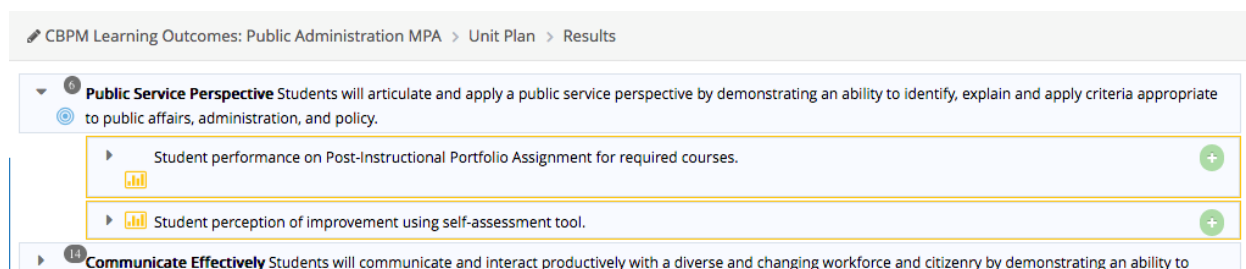 CBPM Learning Outcomes: Public Administration MPA > Unit Plan > Results
6 Public Service Perspective Students will articulate and apply a public service perspective by demonstrating an ability to identify, explain and apply criteria appropriate
to public affairs, administration, and policy.
Student performance on Post-Instructional Portfolio Assignment for required courses.
Student perception of improvement using self-assessment tool.
14 Communicate Effectively Students will communicate and interact productively with a diverse and changing workforce and citizenry by demonstrating an ability to